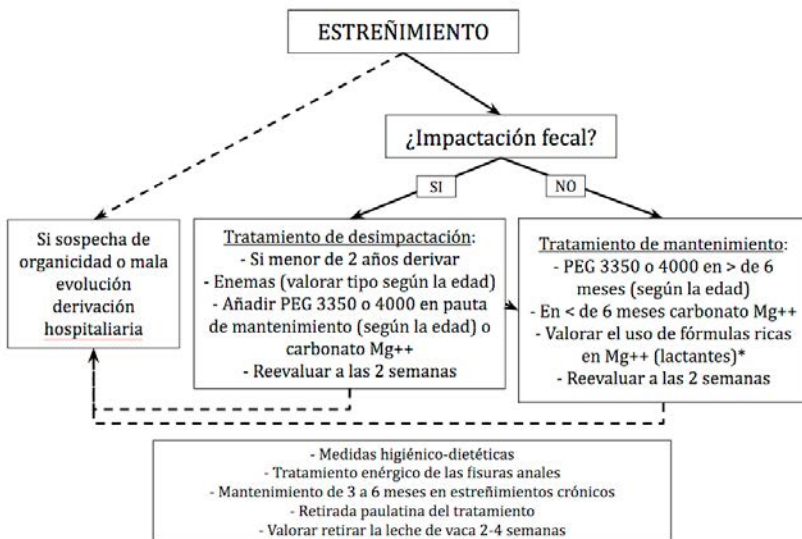 ESTREÑIMIENTO
¿Impactación fecal?
SI
NO
Si sospecha de
organicidad o mala
evolución
derivación
hospitaliaria
Tratamiento de desimpactación:
- Si menor de 2 años derivar
- Enemas (valorar tipo según la edad)
- Añadir PEG 3350 o 4000 en pauta
de mantenimiento (según la edad) o
carbonato Mg++
- Reevaluar a las 2 semanas
Tratamiento de mantenimiento:
- PEG 3350 o 4000 en > de 6
meses (según la edad)
- En < de 6 meses carbonato Mg++
- Valorar el uso de fórmulas ricas
en Mg++ (lactantes)*
- Reevaluar a las 2 semanas
- Medidas higiénico-dietéticas
- Tratamiento enérgico de las fisuras anales
- Mantenimiento de 3 a 6 meses en estreñimientos crónicos
- Retirada paulatina del tratamiento
- Valorar retirar la leche de vaca 2-4 semanas